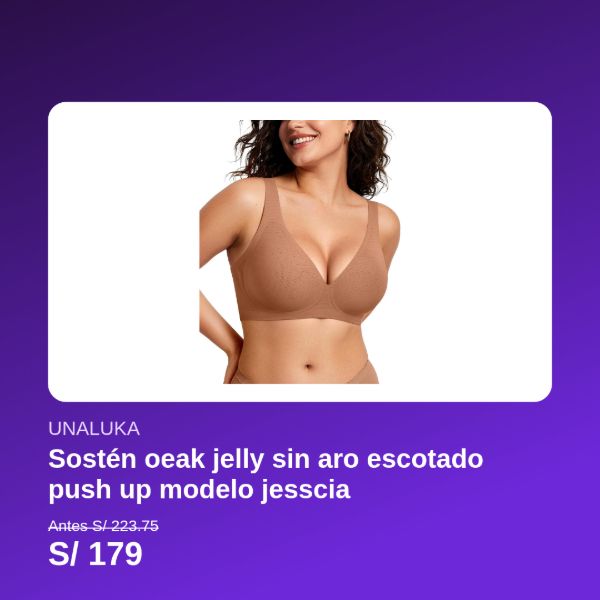 UNALUKA
Sostén oeak jelly sin aro escotado
push up modelo jesscia
Antes S/ 223.75
S/ 179